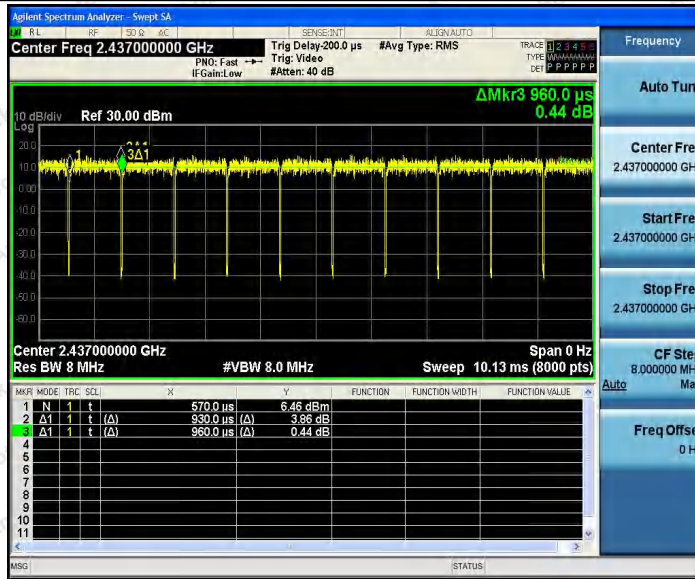 Agilent Spectrum Analyzer - Swept SA
RL RF 50 Ω AC SENSE:INT ALIGN AUTO
Center Freq 2.437000000 GHz
PNO: Fast
IFGain:Low
Trig Delay-200.0 µs
Trig: Video
#Atten: 40 dB
#Avg Type: RMS
TRACE 1 2 3 4 5 6
TYPE
DET P P P P P P
ΔMkr3 960.0 µs
0.44 dB
10 dB/div Ref 30.00 dBm
Log
20.0
10.0
0.00
-10.0
-20.0
-30.0
-40.0
-50.0
-60.0
1
3Δ1
Center 2.437000000 GHz Span 0 Hz
Res BW 8 MHz #VBW 8.0 MHz Sweep 10.13 ms (8000 pts)
MKR MODE TRC SCL X Y FUNCTION FUNCTION WIDTH FUNCTION VALUE
1 N 1 t 570.0 µs 6.46 dBm
2 Δ1 1 t (Δ) 930.0 µs (Δ) 3.86 dB
3 Δ1 1 t (Δ) 960.0 µs (Δ) 0.44 dB
4
5
6
7
8
9
10
11
MSG STATUS
Frequency
Auto Tun
Center Fre
2.437000000 GH
Start Fre
2.437000000 GH
Stop Fre
2.437000000 GH
CF Ste
8.000000 MH
Auto Ma
Freq Offse
0 H